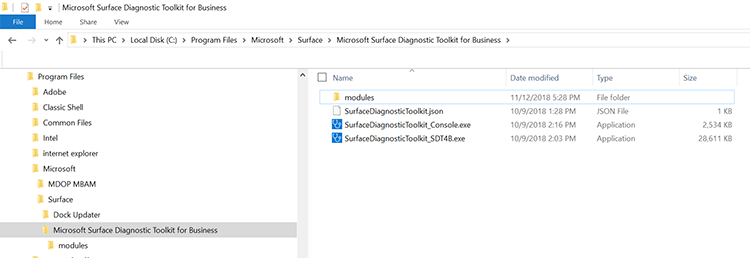 Microsoft Surface Diagnostic Toolkit for Business
File Home Share View
This PC Local Disk (C:) Program Files Microsoft Surface Microsoft Surface Diagnostic Toolkit for Business
Program Files
Adobe
Classic Shell
Common Files
Intel
internet explorer
Microsoft
MDOP MBAM
Surface
Dock Updater
Microsoft Surface Diagnostic Toolkit for Business
modules
Name Date modified Type Size
modules 11/12/2018 5:28 PM File folder
SurfaceDiagnosticToolkit.json 10/9/2018 1:28 PM JSON File 1 KB
SurfaceDiagnosticToolkit_Console.exe 10/9/2018 2:16 PM Application 2,534 KB
SurfaceDiagnosticToolkit_SDT4B.exe 10/9/2018 2:03 PM Application 28,611 KB